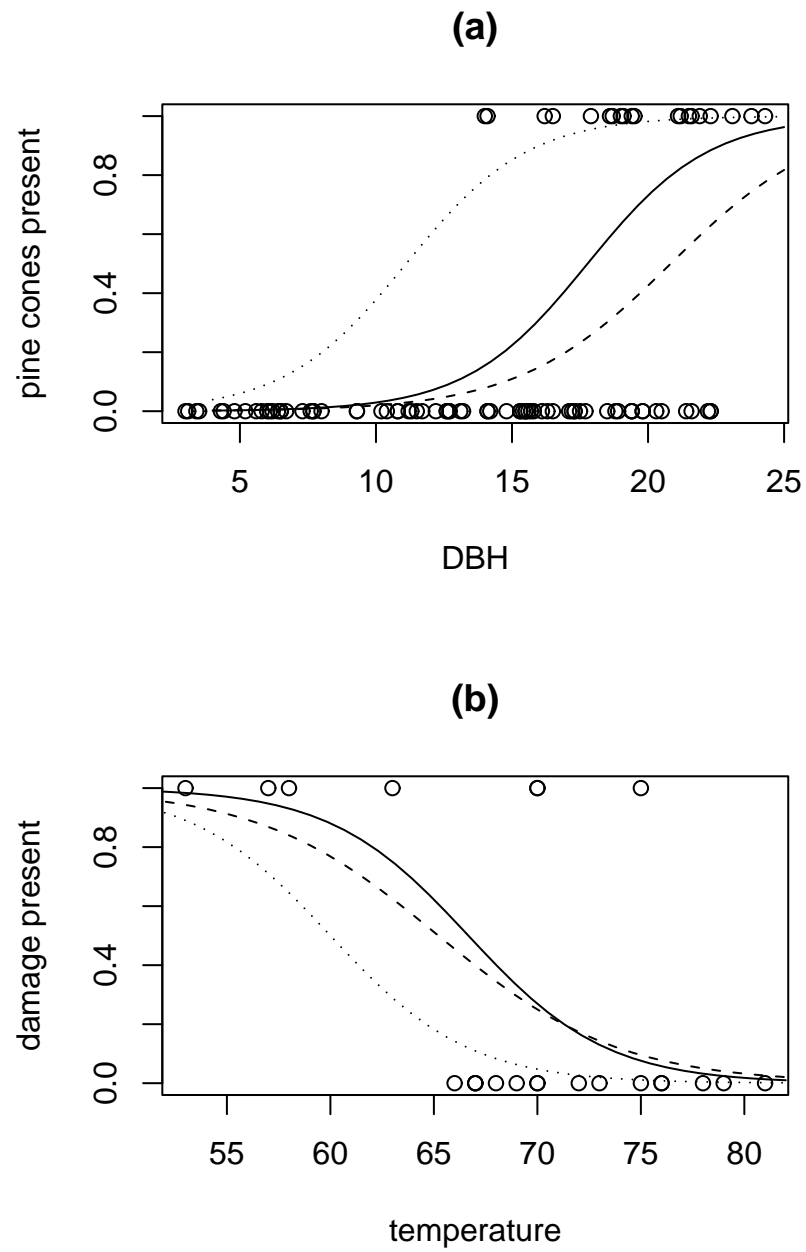 (a)
pine cones present
0.8
0.4
0.0
5 10 15 20 25
DBH
(b)
damage present
0.8
0.4
0.0
55 60 65 70 75 80
temperature